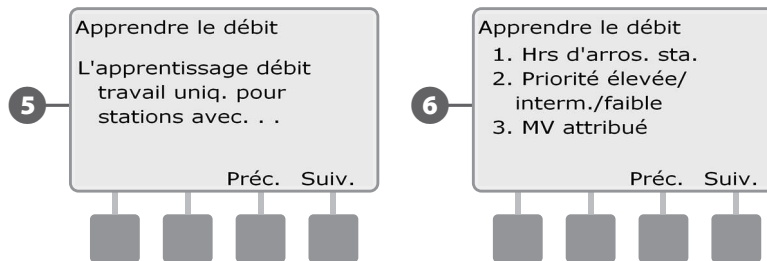 Apprendre le débit
L'apprentissage débit
travail uniq. pour
stations avec. . .
Préc. Suiv.
5
Apprendre le débit
1. Hrs d'arros. sta.
2. Priorité élevée/
interm./faible
3. MV attribué
Préc. Suiv.
6